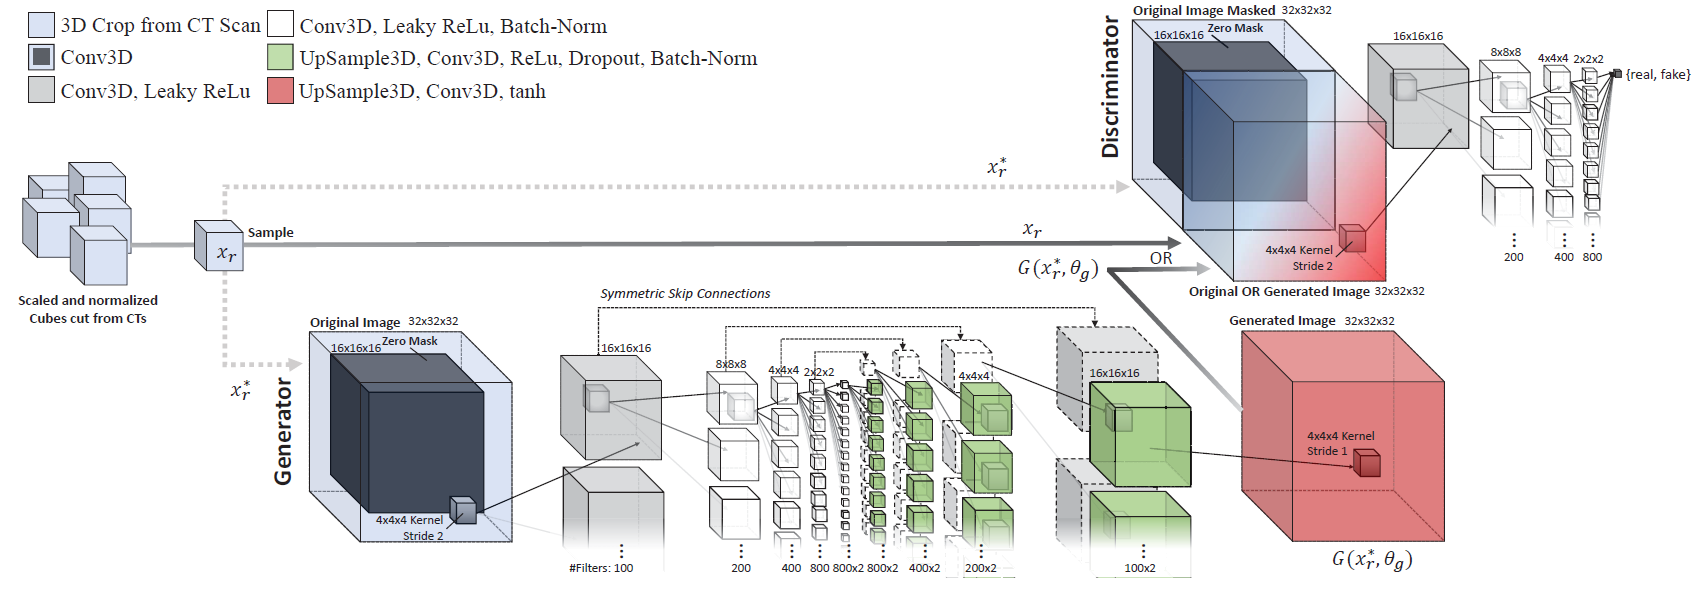 3D Crop from CT Scan
Conv3D, Leaky ReLu, Batch-Norm
Conv3D
UpSample3D, Conv3D, ReLu, Dropout, Batch-Norm
Conv3D, Leaky ReLu
UpSample3D, Conv3D, tanh
Discriminator
Original Image Masked 32x32x32
16x16x16
Zero Mask
16x16x16
8x8x8
4x4x4
2x2x2
{real, fake}
4x4x4 Kernel
Stride 2
200
400
800
Original OR Generated Image 32x32x32
x_r^*
x_r
Sample
x_r
OR
G(x_r^*, θ_g)
Scaled and normalized
Cubes cut from CTs
x_r^*
Generator
Symmetric Skip Connections
Original Image 32x32x32
16x16x16
Zero Mask
4x4x4 Kernel
Stride 2
16x16x16
8x8x8
4x4x4
2x2x2
4x4x4
16x16x16
#Filters: 100
200
400
800
800x2
800x2
400x2
200x2
100x2
Generated Image 32x32x32
4x4x4 Kernel
Stride 1
G(x_r^*, θ_g)